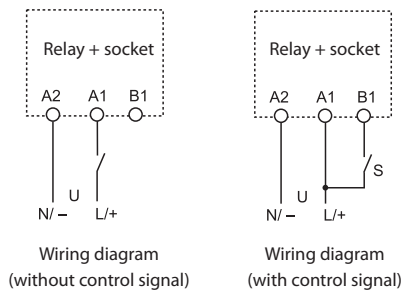 Relay + socket
A2 A1 B1
U
N/ – L/+
Wiring diagram
(without control signal)
Relay + socket
A2 A1 B1
S
U
N/ – L/+
Wiring diagram
(with control signal)